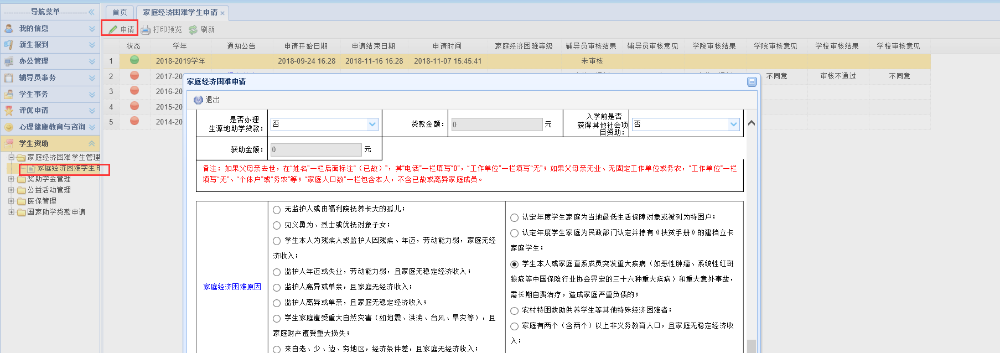 -----------导航菜单-----------
我的信息
新生报到
办公管理
辅导员事务
学生事务
评优申请
心理健康教育与咨询
学生资助
家庭经济困难学生管理
家庭经济困难学生申
奖助学金管理
公益活动管理
医保管理
国家助学贷款申请
首页 家庭经济困难学生申请 ×
申请 打印预览 刷新
状态 学年 通知公告 申请开始日期 申请结束日期 申请时间 家庭经济困难等级 辅导员审核结果 辅导员审核意见 学院审核结果 学院审核意见 学校审核结果 学校审核意见
1 2018-2019学年 2018-09-24 16:28 2018-11-16 16:28 2018-11-07 15:45:41 未审核
2 2017-20 不同意 审核不通过 不同意
3 2016-20
4 2015-20
5 2014-20
家庭经济困难申请
退出
是否办理
生源地助学贷款：
否
贷款金额：
0 元
入学前是否
获得其他社会项
目资助：
否
获助金额：
0 元
备注：如果父母亲去世，在“姓名”一栏后面标注“（已故）”，其“电话”一栏填写“0”，“工作单位”一栏填写“无”；如果父母亲无业、无固定工作单位或务农，“工作单位”一栏
填写“无”、“个体户”或“务农”等；“家庭人口数”一栏包含本人，不含已故或离异家庭成员。
家庭经济困难原因
无监护人或由福利院抚养长大的孤儿；
见义勇为、烈士或优抚对象子女；
学生本人为残疾人或监护人因残疾、年迈，劳动能力弱，家庭无经
济收入；
监护人年迈或失业，劳动能力弱，且家庭无稳定经济收入；
监护人离异或单亲，且家庭无经济收入；
监护人离异或单亲，且家庭无稳定经济收入；
学生家庭遭受重大自然灾害（如地震、洪涝、台风、旱灾等），且
家庭财产遭受重大损失；
来自老、少、边、穷地区，经济条件差，且家庭无经济收入；
认定年度学生家庭为当地最低生活保障对象或被列为特困户；
认定年度学生家庭为民政部门认定并持有《扶贫手册》的建档立卡
家庭学生；
学生本人或家庭直系成员突发重大疾病（如恶性肿瘤、系统性红斑
狼疮等中国保险行业协会界定的三十六种重大疾病）和重大意外事故，
需长期自费治疗，造成家庭严重负债的；
农村特困救助供养学生等其他特殊经济困难者；
家庭有两个（含两个）以上非义务教育人口，且家庭无稳定经济收
入；